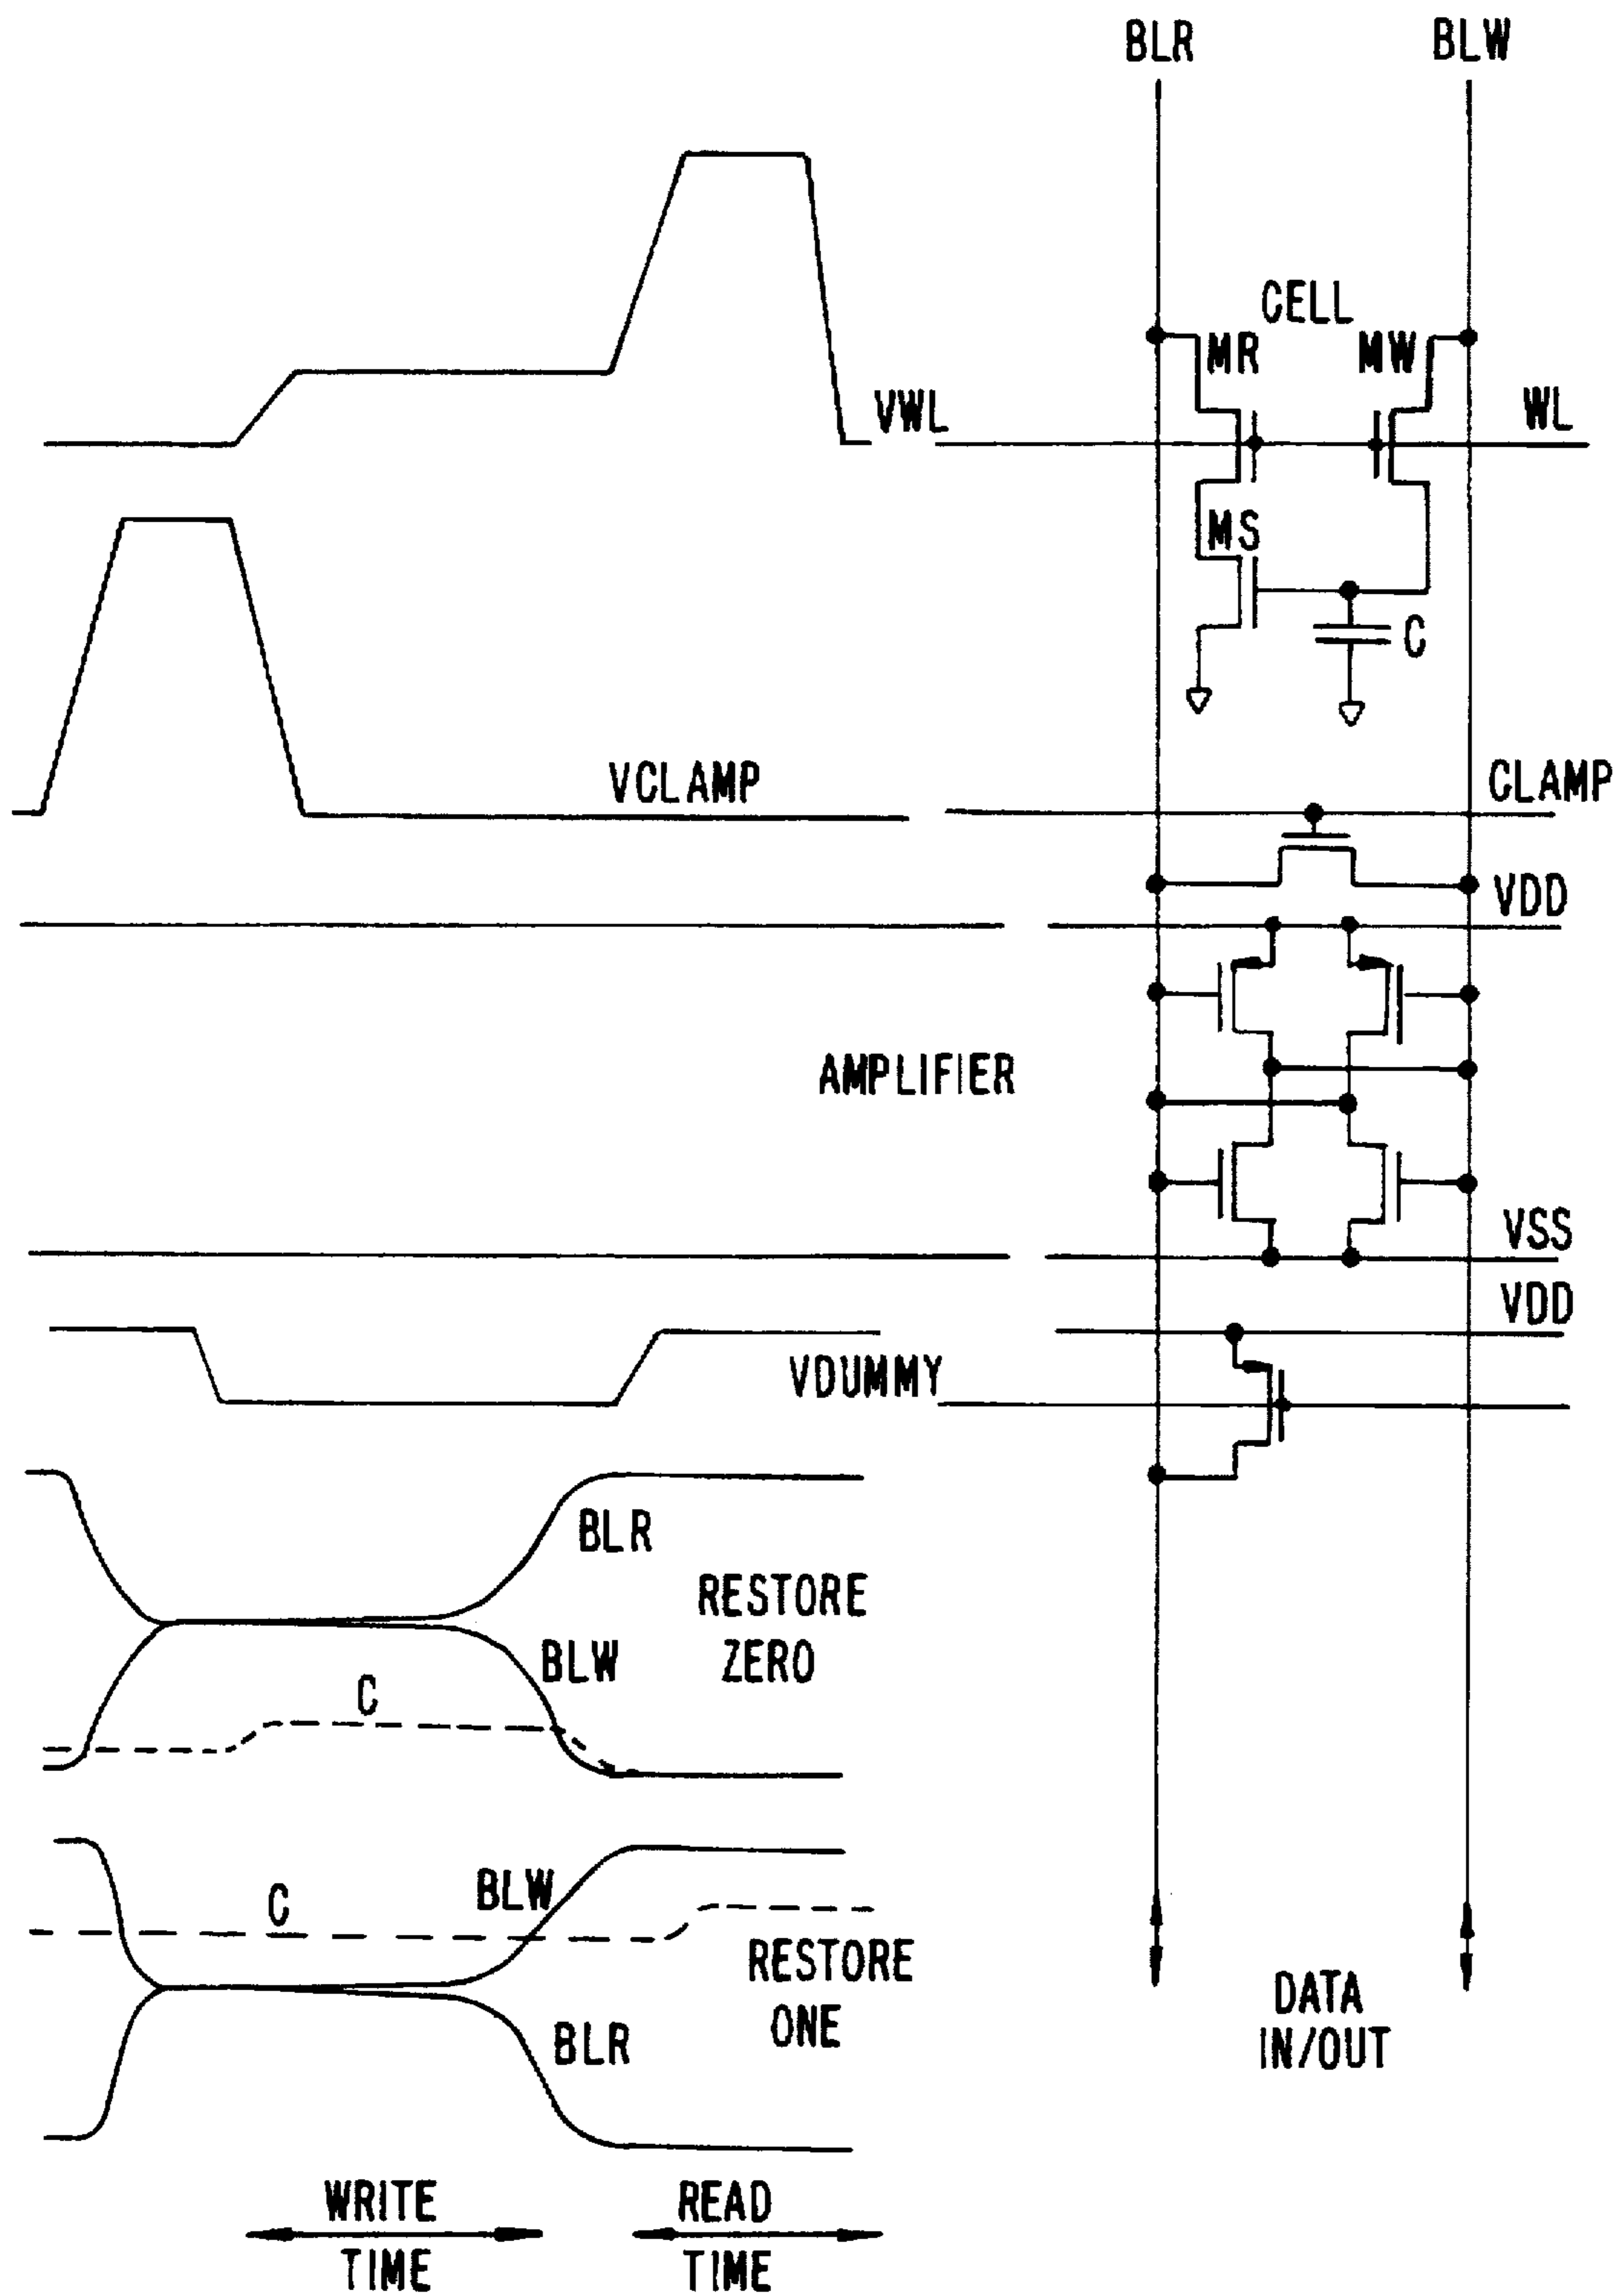 BLR BLW
CELL
MR MW
VWL WL
MS
C
VCLAMP CLAMP
VDD
AMPLIFIER
VSS
VDD
VDUMMY
BLR
RESTORE
ZERO
BLW
C
BLW
C
RESTORE
ONE
BLR
DATA
IN/OUT
WRITE
TIME
READ
TIME